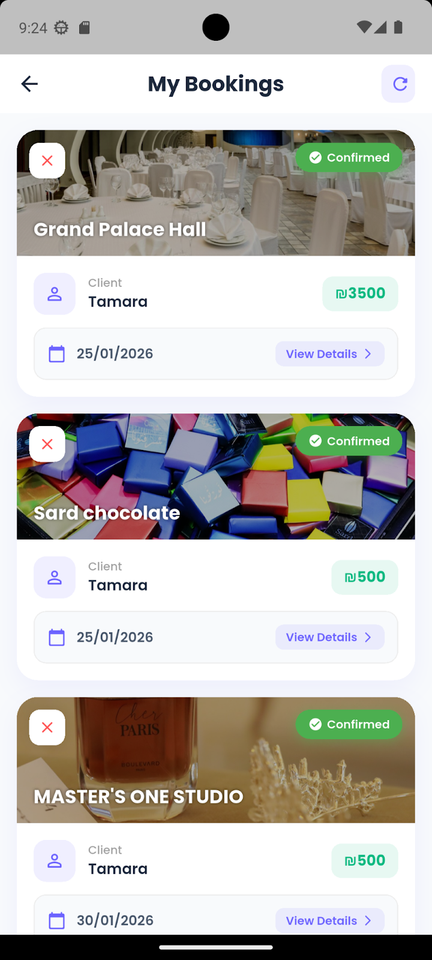 9:24
My Bookings
Confirmed
Grand Palace Hall
Client
Tamara
₪3500
25/01/2026
View Details
Confirmed
Sard chocolate
Client
Tamara
₪500
25/01/2026
View Details
Cher
PARIS
Confirmed
MASTER'S ONE STUDIO
Client
Tamara
₪500
30/01/2026
View Details